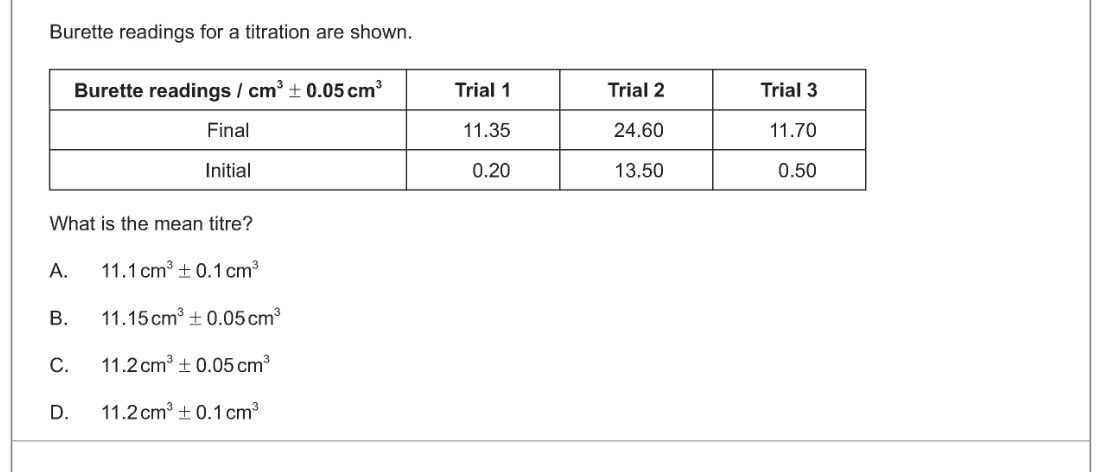 Burette readings for a titration are shown.
Burette readings / cm³ ± 0.05 cm³ Trial 1 Trial 2 Trial 3
Final 11.35 24.60 11.70
Initial 0.20 13.50 0.50
What is the mean titre?
A. 11.1 cm³ ± 0.1 cm³
B. 11.15 cm³ ± 0.05 cm³
C. 11.2 cm³ ± 0.05 cm³
D. 11.2 cm³ ± 0.1 cm³